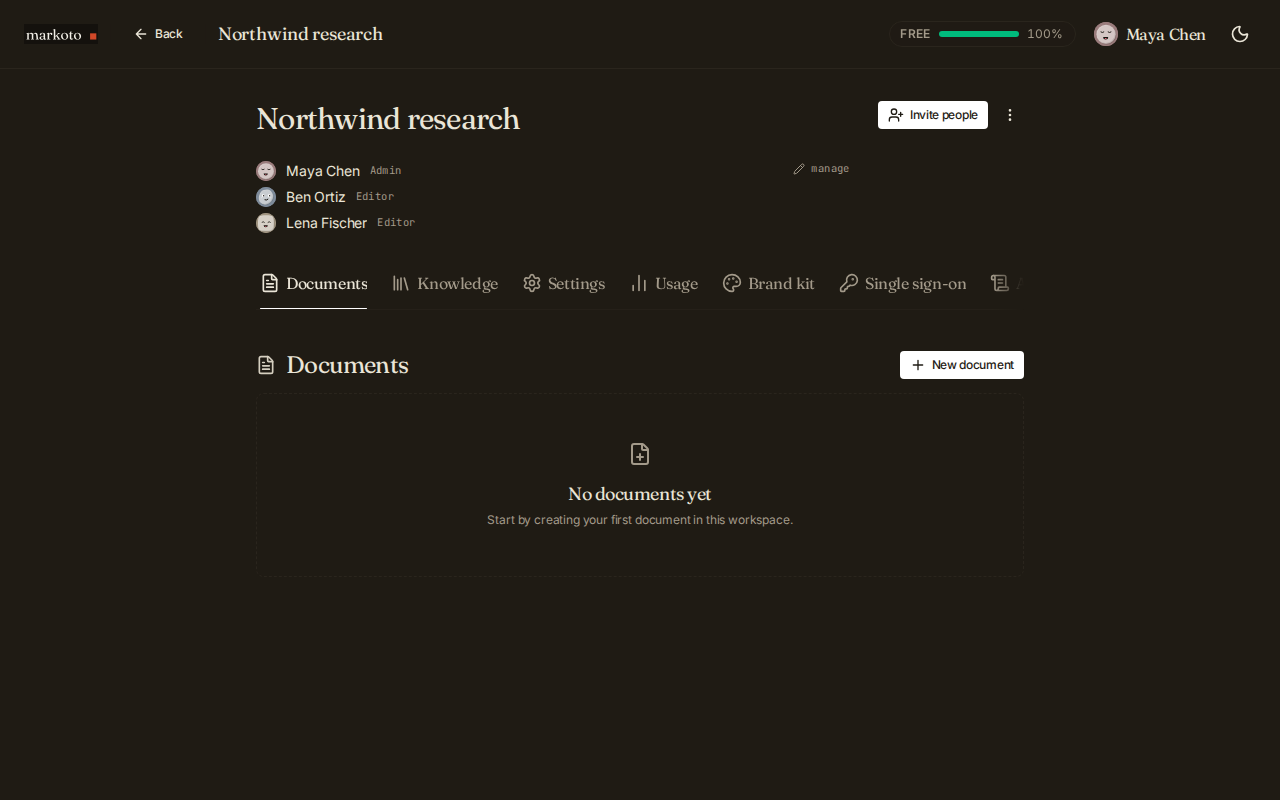 markoto
Back
Northwind research
FREE 100%
Maya Chen
Northwind research
Invite people
Maya Chen Admin
manage
Ben Ortiz Editor
Lena Fischer Editor
Documents Knowledge Settings Usage Brand kit Single sign-on
Documents
New document
No documents yet
Start by creating your first document in this workspace.